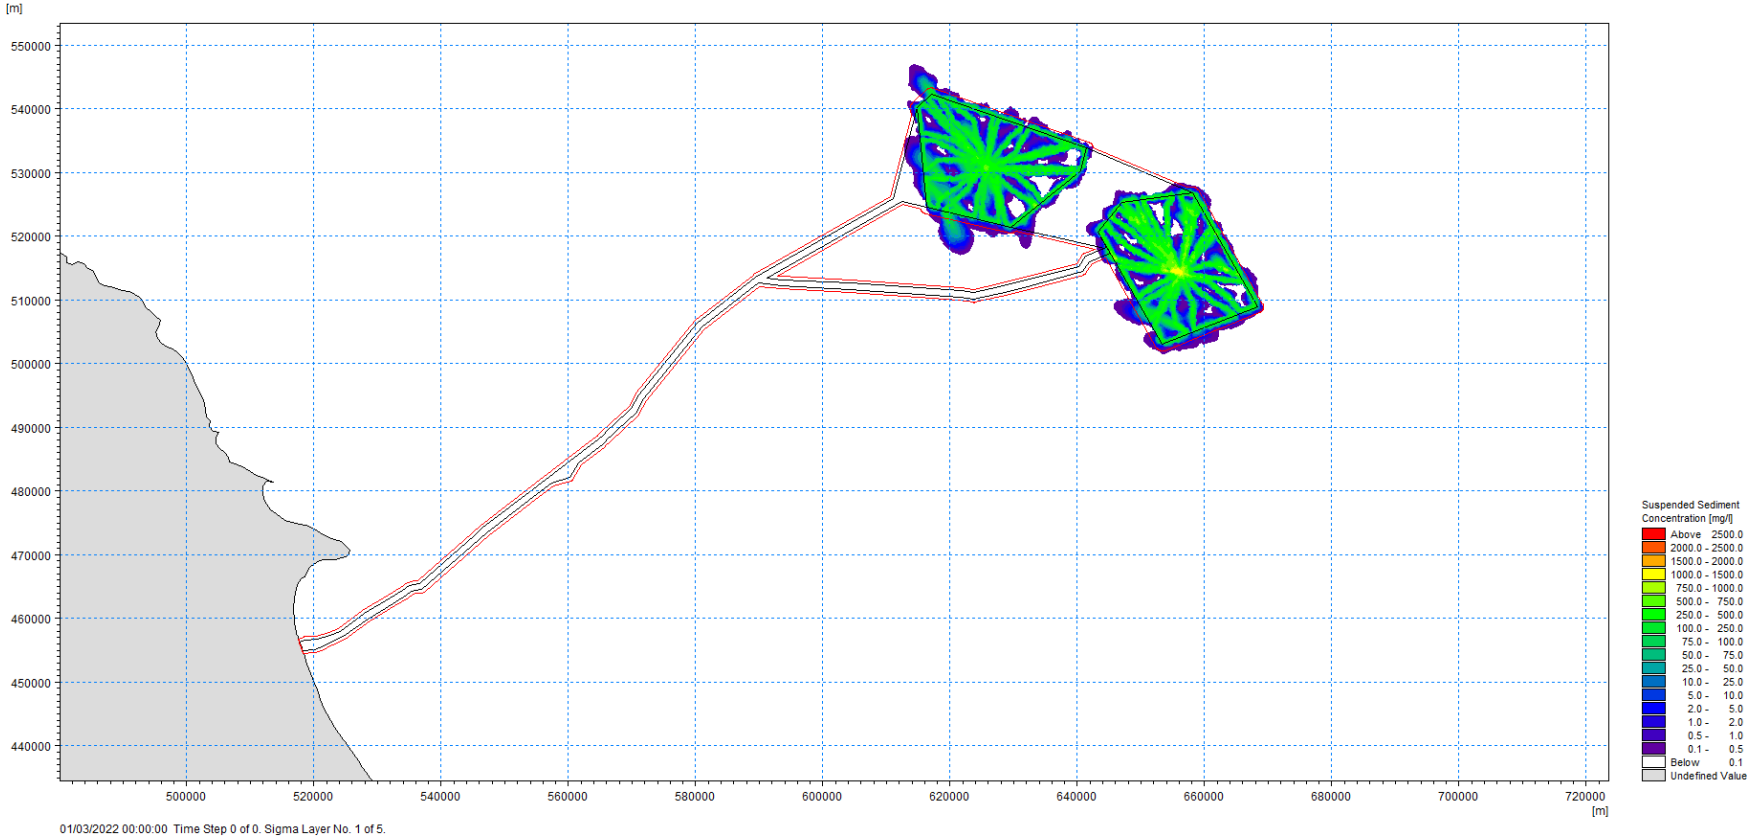 [m]
550000
540000
530000
520000
510000
500000
490000
480000
470000
460000
450000
440000
500000 520000 540000 560000 580000 600000 620000 640000 660000 680000 700000 720000
[m]
Suspended Sediment
Concentration [mg/l]
Above 2500.0
2000.0 - 2500.0
1500.0 - 2000.0
1000.0 - 1500.0
750.0 - 1000.0
500.0 - 750.0
250.0 - 500.0
100.0 - 250.0
75.0 - 100.0
50.0 - 75.0
25.0 - 50.0
10.0 - 25.0
5.0 - 10.0
2.0 - 5.0
1.0 - 2.0
0.5 - 1.0
0.1 - 0.5
Below 0.1
Undefined Value
01/03/2022 00:00:00 Time Step 0 of 0. Sigma Layer No. 1 of 5.